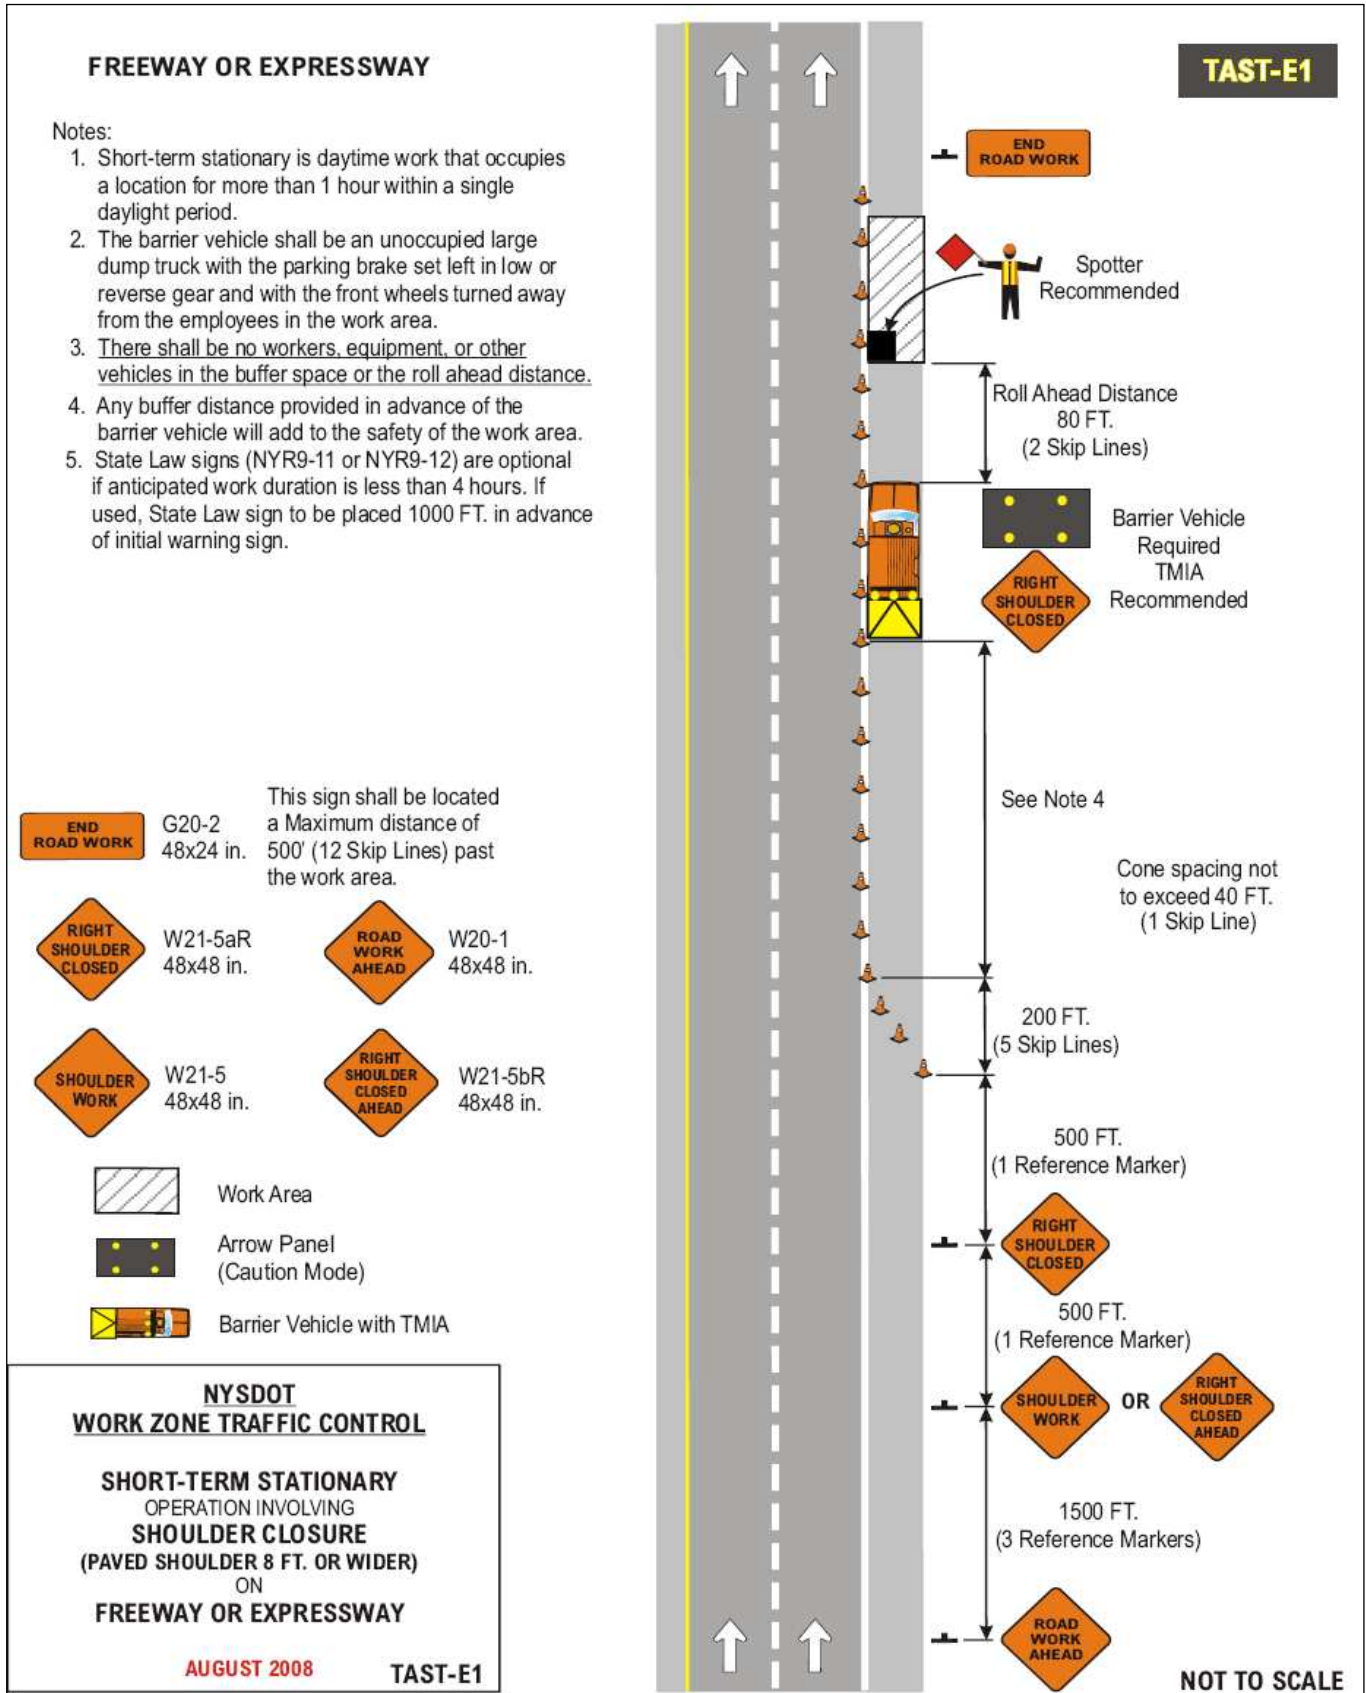 FREEWAY OR EXPRESSWAY
TAST-E1
Notes:
1. Short-term stationary is daytime work that occupies
a location for more than 1 hour within a single
daylight period.
2. The barrier vehicle shall be an unoccupied large
dump truck with the parking brake set left in low or
reverse gear and with the front wheels turned away
from the employees in the work area.
3. There shall be no workers, equipment, or other
vehicles in the buffer space or the roll ahead distance.
4. Any buffer distance provided in advance of the
barrier vehicle will add to the safety of the work area.
5. State Law signs (NYR9-11 or NYR9-12) are optional
if anticipated work duration is less than 4 hours. If
used, State Law sign to be placed 1000 FT. in advance
of initial warning sign.
END
ROAD WORK
Spotter
Recommended
Roll Ahead Distance
80 FT.
(2 Skip Lines)
Barrier Vehicle
Required
TMIA
Recommended
RIGHT
SHOULDER
CLOSED
See Note 4
Cone spacing not
to exceed 40 FT.
(1 Skip Line)
200 FT.
(5 Skip Lines)
500 FT.
(1 Reference Marker)
RIGHT
SHOULDER
CLOSED
500 FT.
(1 Reference Marker)
SHOULDER
WORK
OR
RIGHT
SHOULDER
CLOSED
AHEAD
1500 FT.
(3 Reference Markers)
ROAD
WORK
AHEAD
NOT TO SCALE
END
ROAD WORK
G20-2
48x24 in.
This sign shall be located
a Maximum distance of
500' (12 Skip Lines) past
the work area.
RIGHT
SHOULDER
CLOSED
W21-5aR
48x48 in.
ROAD
WORK
AHEAD
W20-1
48x48 in.
SHOULDER
WORK
W21-5
48x48 in.
RIGHT
SHOULDER
CLOSED
AHEAD
W21-5bR
48x48 in.
Work Area
Arrow Panel
(Caution Mode)
Barrier Vehicle with TMIA
NYSDOT
WORK ZONE TRAFFIC CONTROL
SHORT-TERM STATIONARY
OPERATION INVOLVING
SHOULDER CLOSURE
(PAVED SHOULDER 8 FT. OR WIDER)
ON
FREEWAY OR EXPRESSWAY
AUGUST 2008
TAST-E1